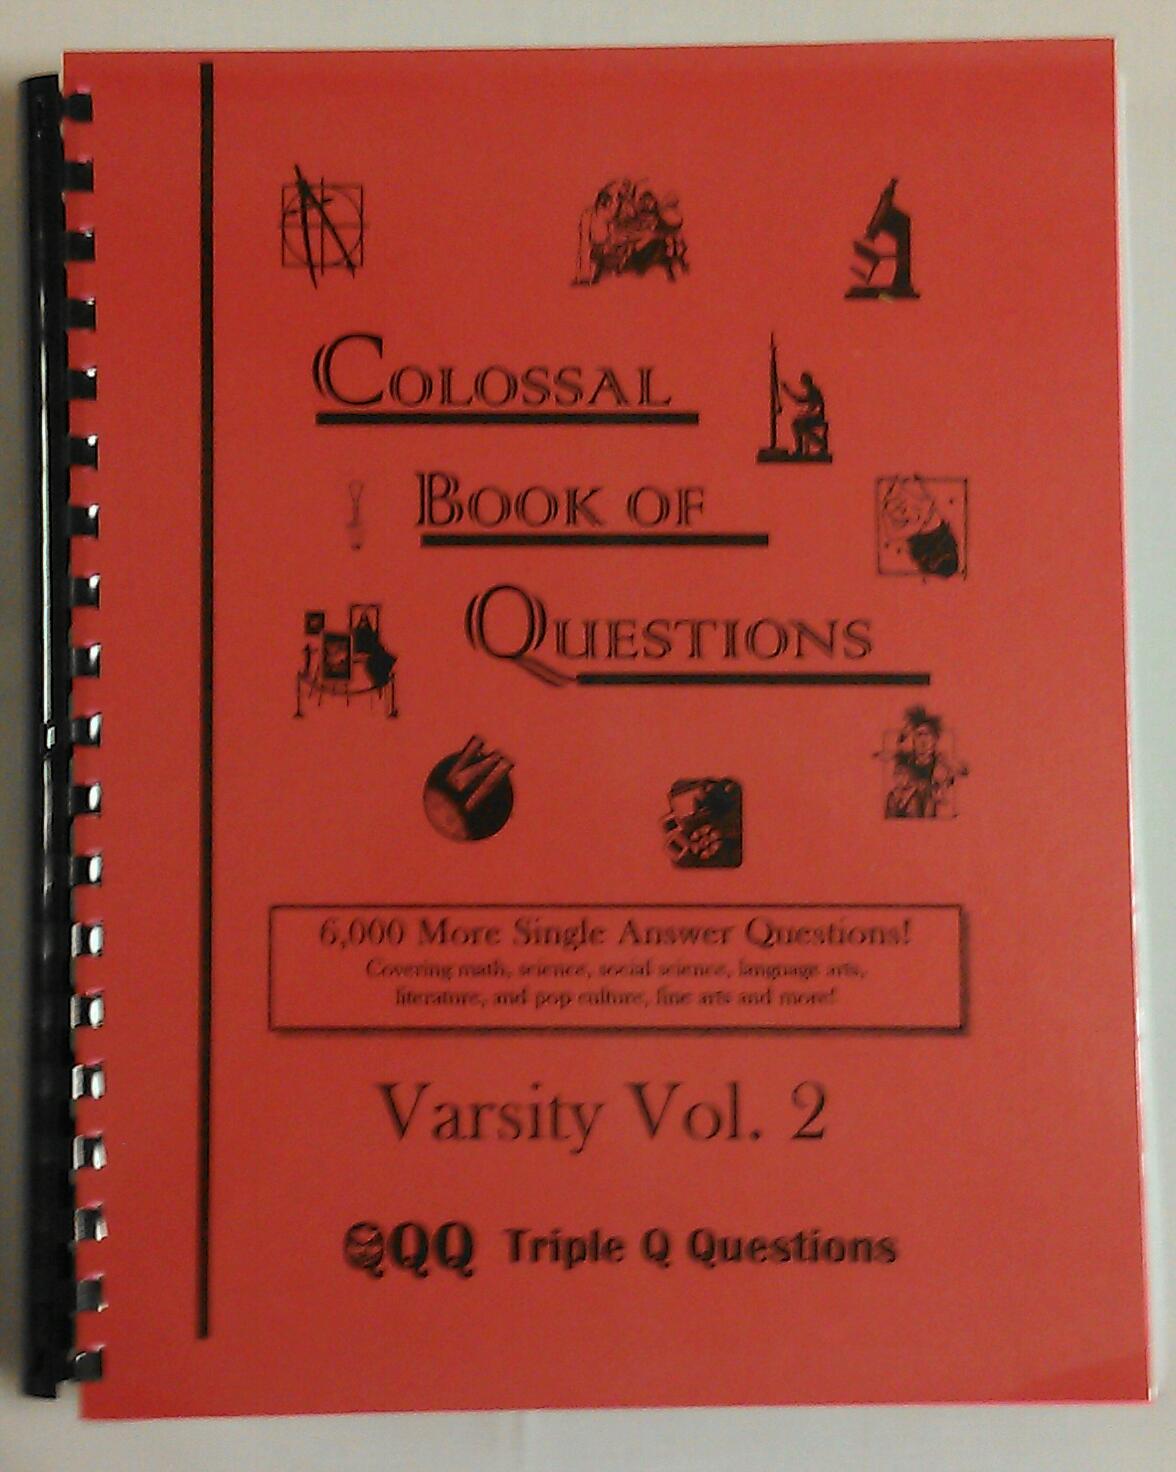 Colossal
Book of
Questions
6,000 More Single Answer Questions!
Covering math, science, social science, language arts,
literature, and pop culture, fine arts and more!
Varsity Vol. 2
QQQ Triple Q Questions